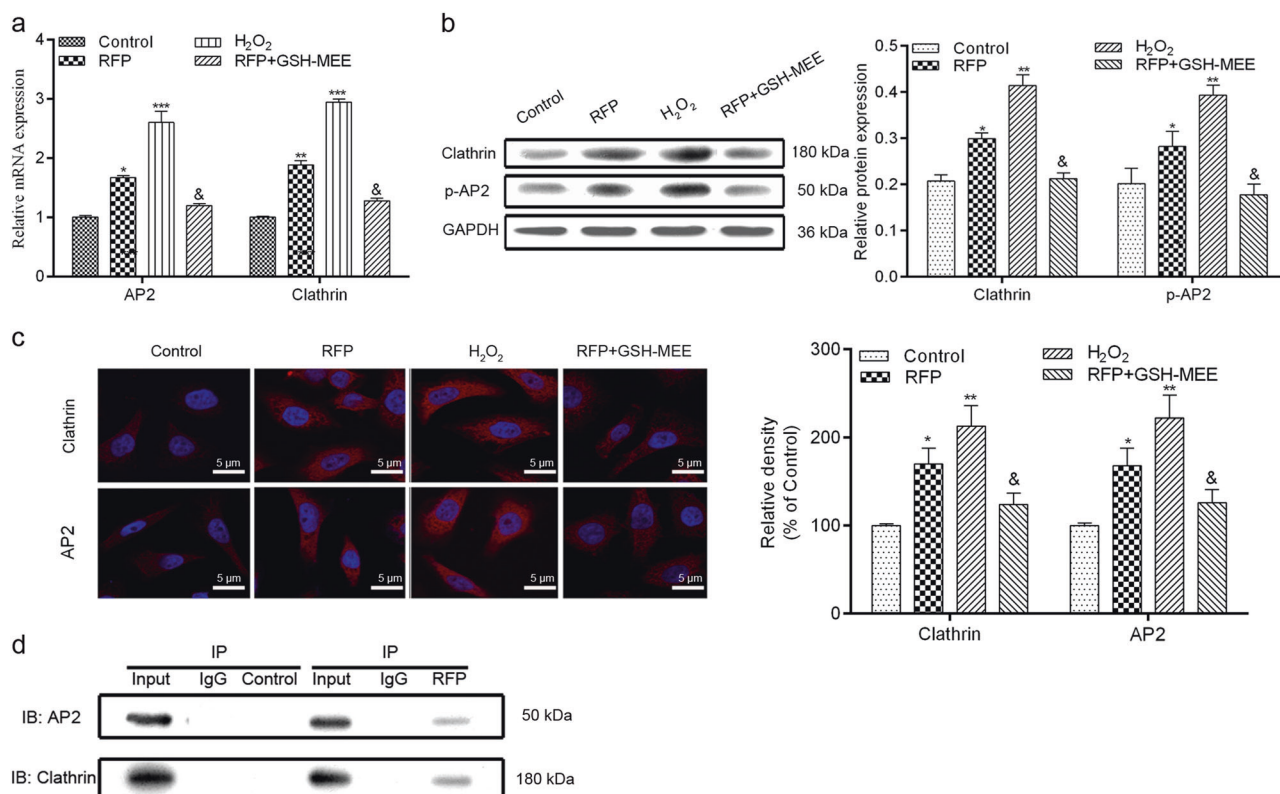 a
Control
H2O2
RFP
RFP+GSH-MEE
Relative mRNA expression
4
3
2
1
0
*
***
&
**
***
&
AP2
Clathrin
b
Control
RFP
H2O2
RFP+GSH-MEE
Clathrin
180 kDa
p-AP2
50 kDa
GAPDH
36 kDa
Control
H2O2
RFP
RFP+GSH-MEE
Relative protein expression
0.5
0.4
0.3
0.2
0.1
0.0
*
**
&
*
**
&
Clathrin
p-AP2
c
Control
RFP
H2O2
RFP+GSH-MEE
Clathrin
5 μm
5 μm
5 μm
5 μm
AP2
5 μm
5 μm
5 μm
5 μm
Control
H2O2
RFP
RFP+GSH-MEE
Relative density
(% of Control)
300
200
100
0
*
**
&
*
**
&
Clathrin
AP2
d
IP
IP
Input IgG Control Input IgG RFP
IB: AP2
50 kDa
IB: Clathrin
180 kDa